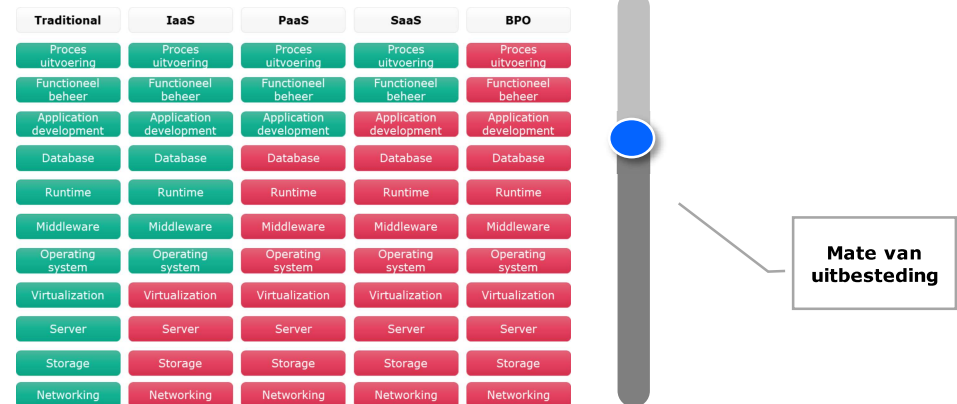 Traditional IaaS PaaS SaaS BPO
Proces Proces Proces Proces Proces
uitvoering uitvoering uitvoering uitvoering uitvoering
Functioneel Functioneel Functioneel Functioneel Functioneel
beheer beheer beheer beheer beheer
Application Application Application Application Application
development development development development development
Database Database Database Database Database
Runtime Runtime Runtime Runtime Runtime
Middleware Middleware Middleware Middleware Middleware
Operating Operating Operating Operating Operating
system system system system system
Virtualization Virtualization Virtualization Virtualization Virtualization
Server Server Server Server Server
Storage Storage Storage Storage Storage
Networking Networking Networking Networking Networking
Mate van
uitbesteding